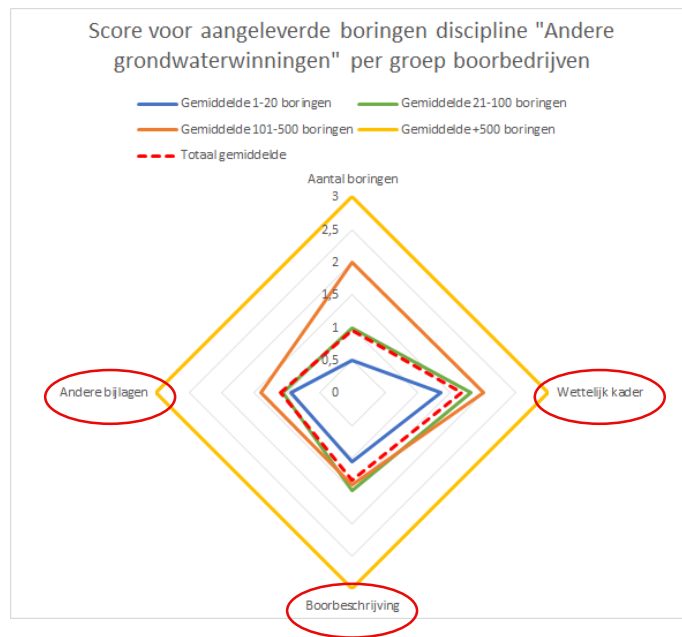 Score voor aangeleverde boringen discipline "Andere
grondwaterwinningen" per groep boorbedrijven
Gemiddelde 1-20 boringen
Gemiddelde 21-100 boringen
Gemiddelde 101-500 boringen
Gemiddelde +500 boringen
Totaal gemiddelde
Aantal boringen
3
2,5
2
1,5
1
0,5
0
Andere bijlagen
Wettelijk kader
Boorbeschrijving